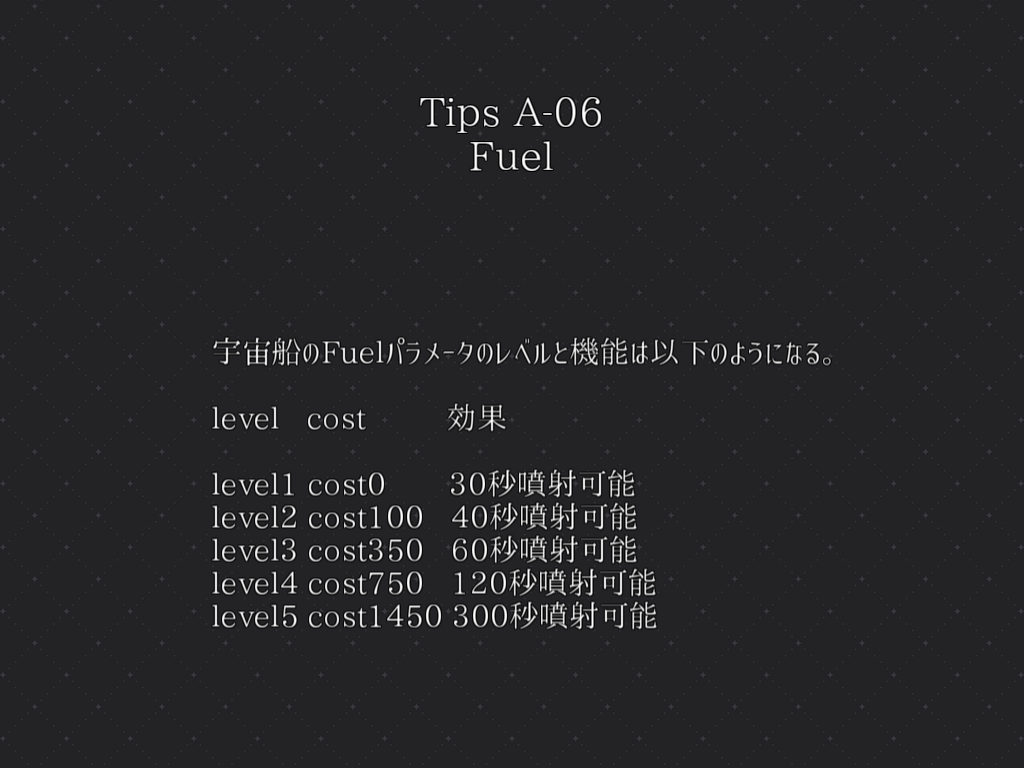 Tips A-06
Fuel
宇宙船のFuelパラメータのレベルと機能は以下のようになる。
level cost 効果
level1 cost0 30秒噴射可能
level2 cost100 40秒噴射可能
level3 cost350 60秒噴射可能
level4 cost750 120秒噴射可能
level5 cost1450 300秒噴射可能